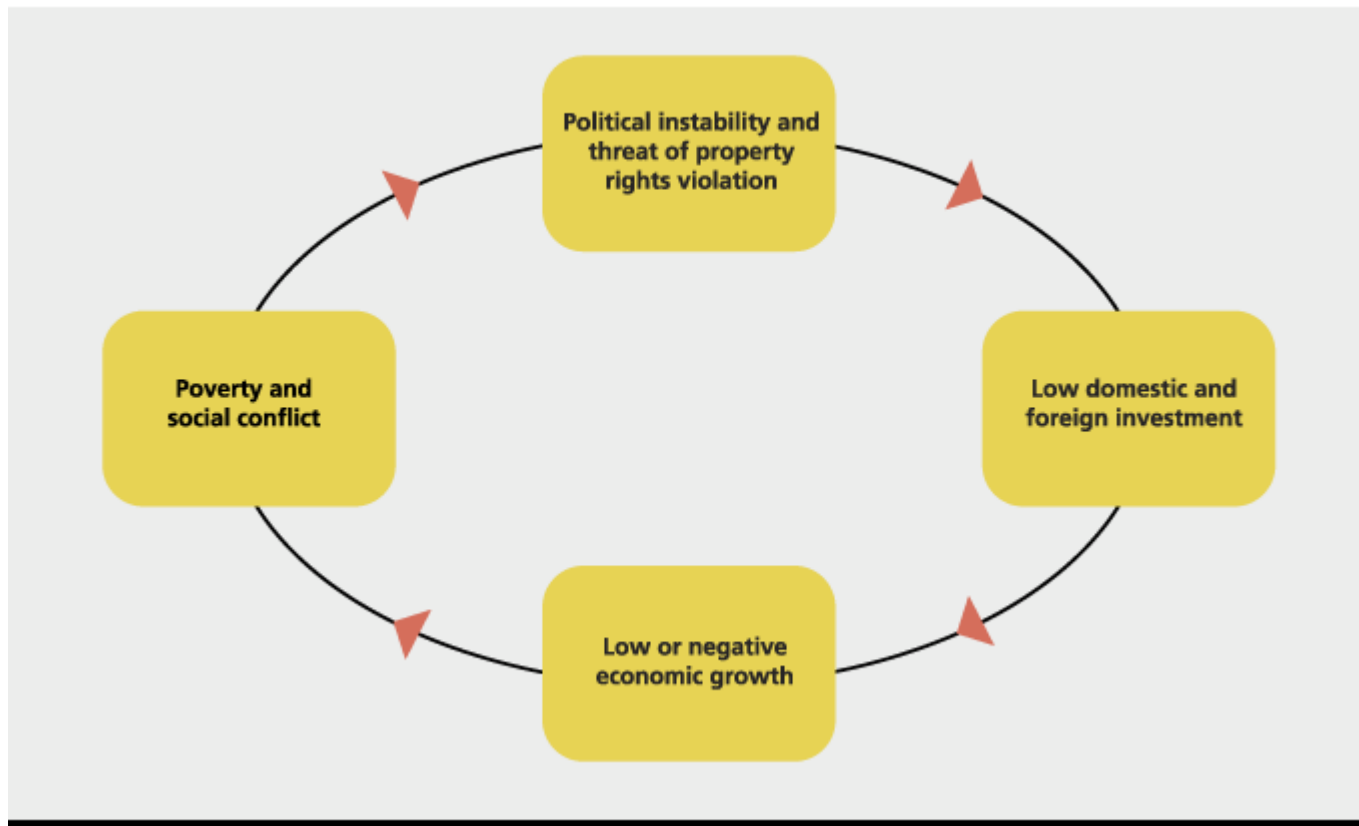 Political instability and
threat of property
rights violation
Poverty and
social conflict
Low domestic and
foreign investment
Low or negative
economic growth